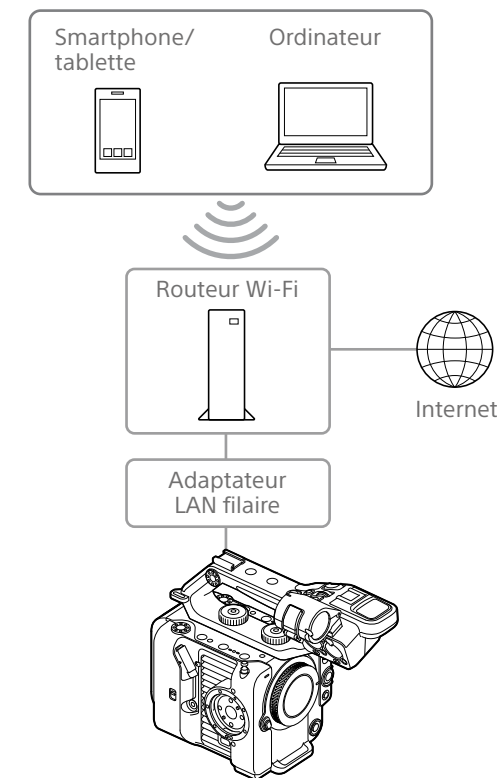 Smartphone/
tablette
Ordinateur
Routeur Wi-Fi
Internet
Adaptateur
LAN filaire